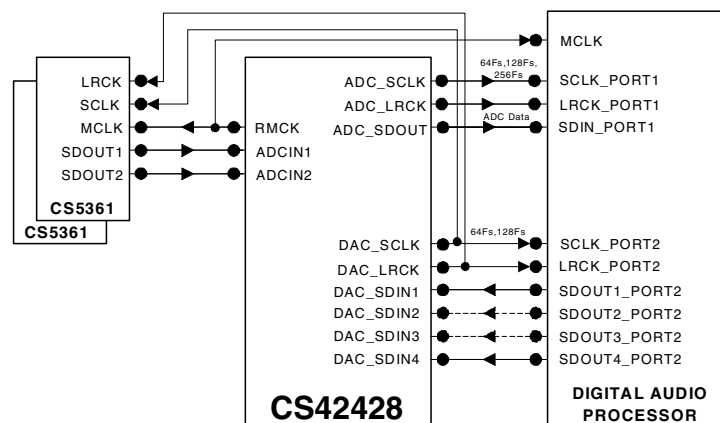 LRCK
SCLK
MCLK
SDOUT1
SDOUT2
CS5361
CS5361
RMCK
ADCIN1
ADCIN2
ADC_SCLK
ADC_LRCK
ADC_SDOUT
DAC_SCLK
DAC_LRCK
DAC_SDIN1
DAC_SDIN2
DAC_SDIN3
DAC_SDIN4
CS42428
64Fs,128Fs,
256Fs
ADC Data
64Fs,128Fs
MCLK
SCLK_PORT1
LRCK_PORT1
SDIN_PORT1
SCLK_PORT2
LRCK_PORT2
SDOUT1_PORT2
SDOUT2_PORT2
SDOUT3_PORT2
SDOUT4_PORT2
DIGITAL AUDIO
PROCESSOR